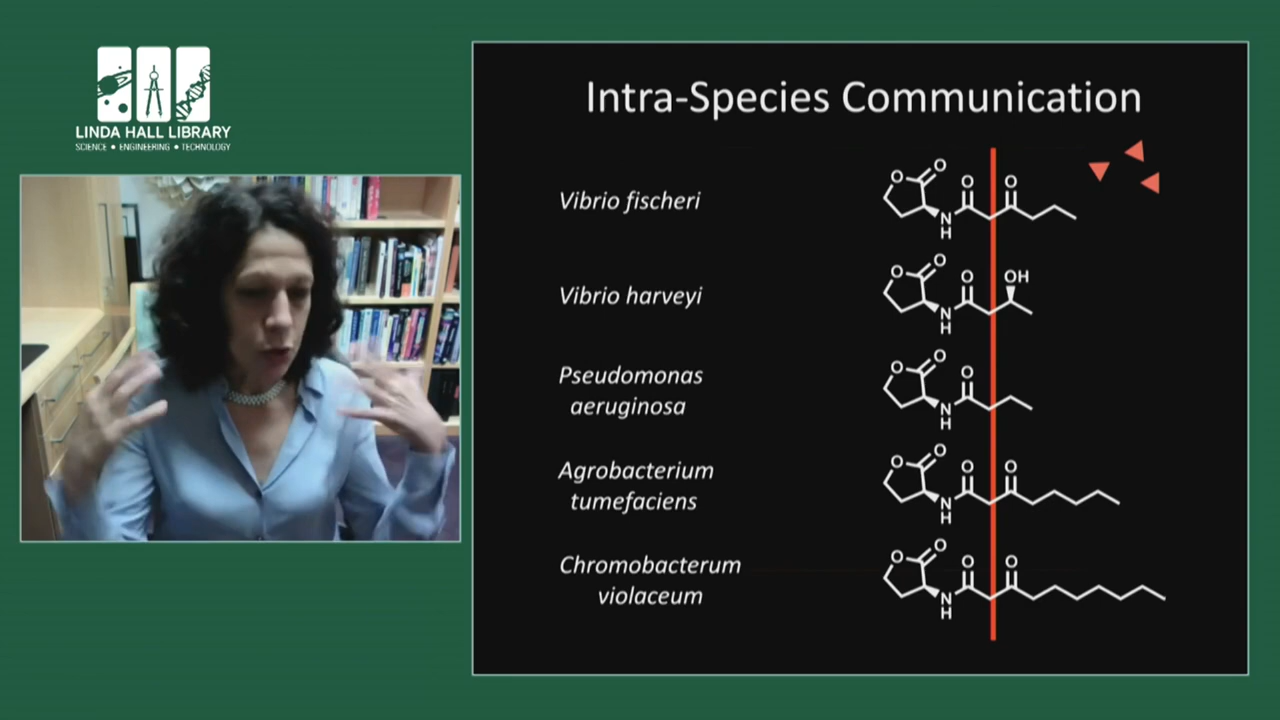 LINDA HALL LIBRARY
SCIENCE ● ENGINEERING ● TECHNOLOGY
Intra-Species Communication
Vibrio fischeri
O
O
O
O
N
H
Vibrio harveyi
O
O
O
OH
N
H
Pseudomonas
aeruginosa
O
O
O
N
H
Agrobacterium
tumefaciens
O
O
O
O
N
H
Chromobacterum
violaceum
O
O
O
O
N
H